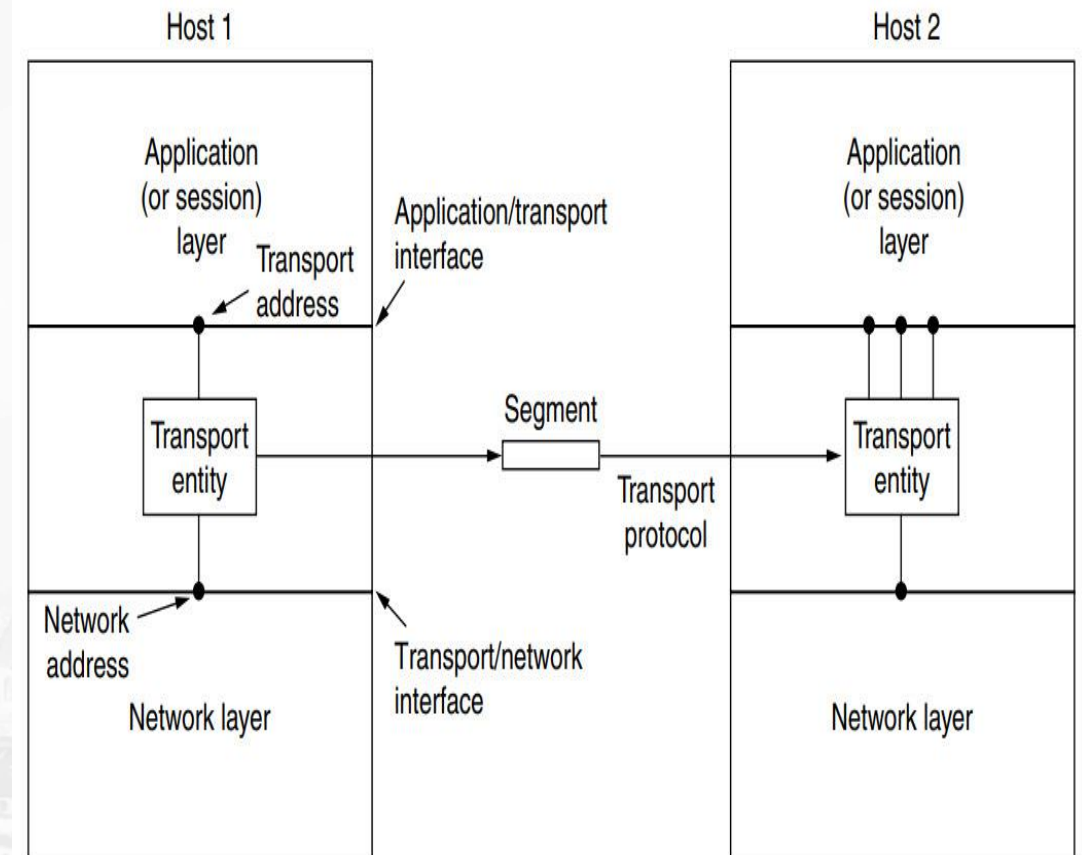 Host 1
Host 2
Application
(or session)
layer
Transport
address
Application/transport
interface
Application
(or session)
layer
Transport
entity
Segment
Transport
protocol
Transport
entity
Network
address
Transport/network
interface
Network layer
Network layer